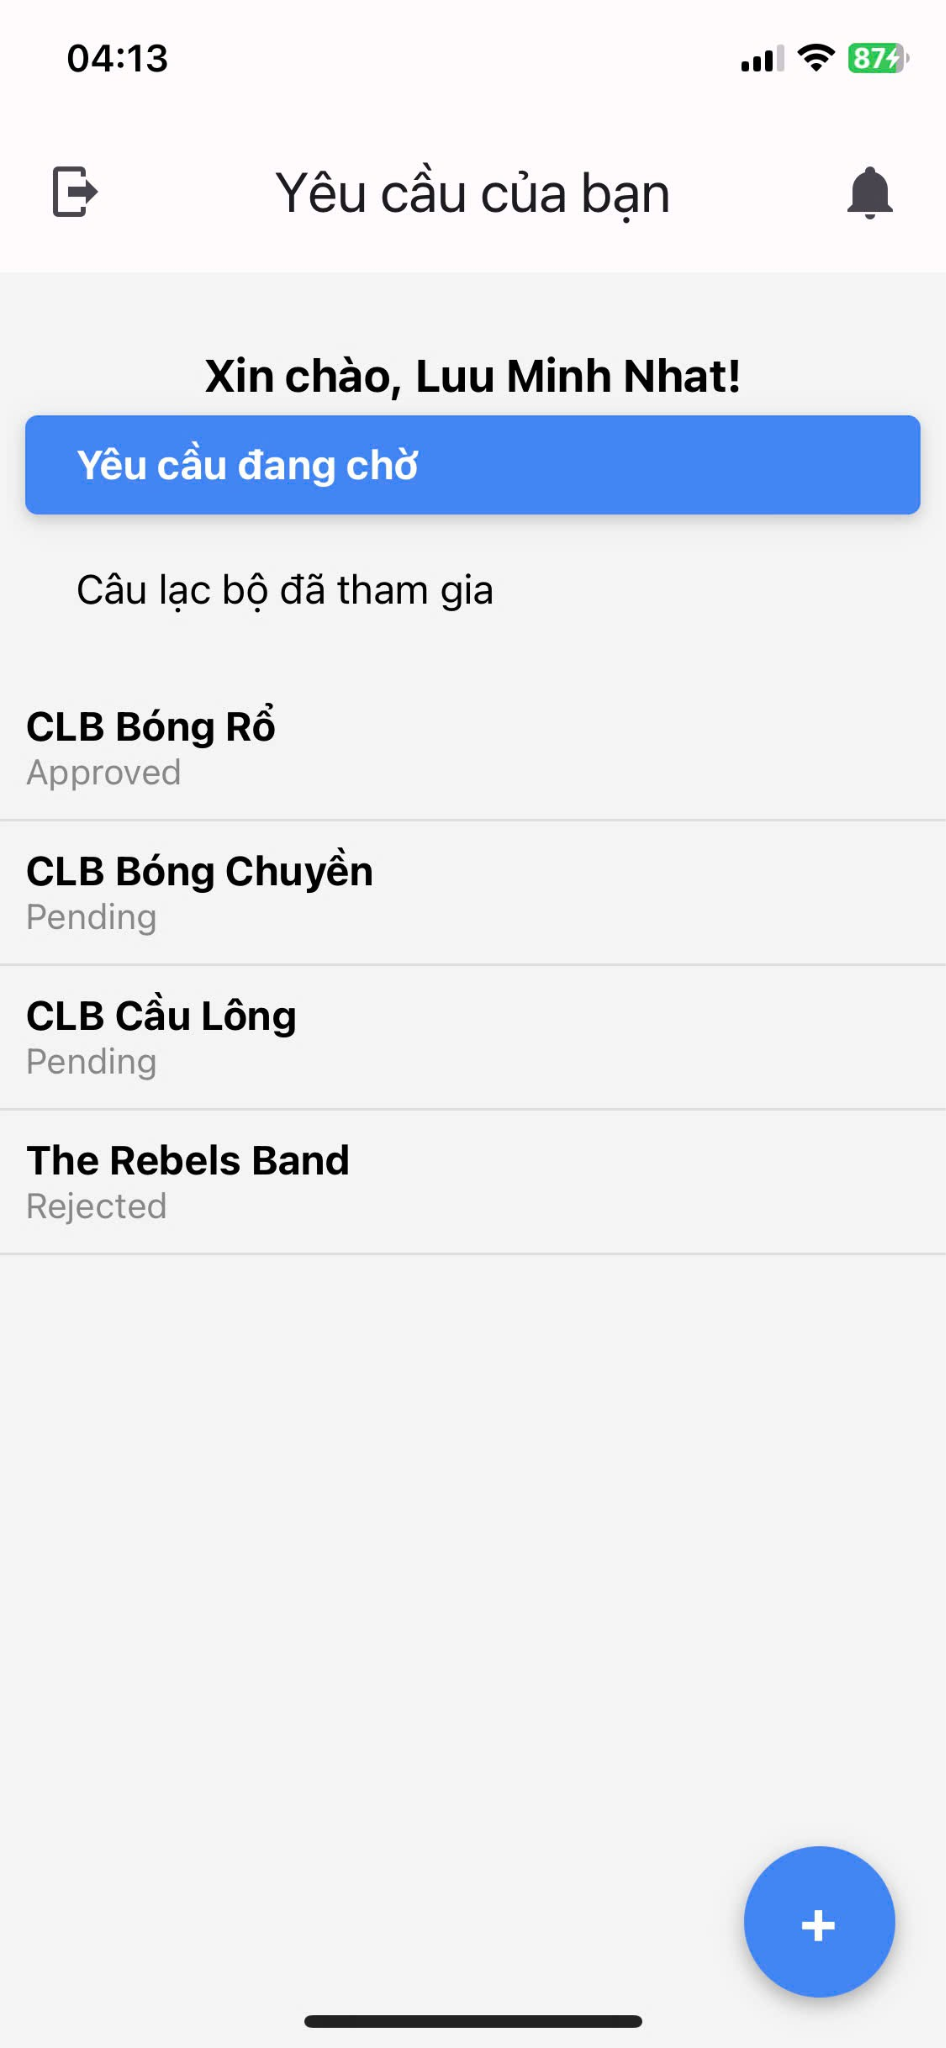 04:13
87
Yêu cầu của bạn
Xin chào, Luu Minh Nhat!
Yêu cầu đang chờ
Câu lạc bộ đã tham gia
CLB Bóng Rổ
Approved
CLB Bóng Chuyền
Pending
CLB Cầu Lông
Pending
The Rebels Band
Rejected
+